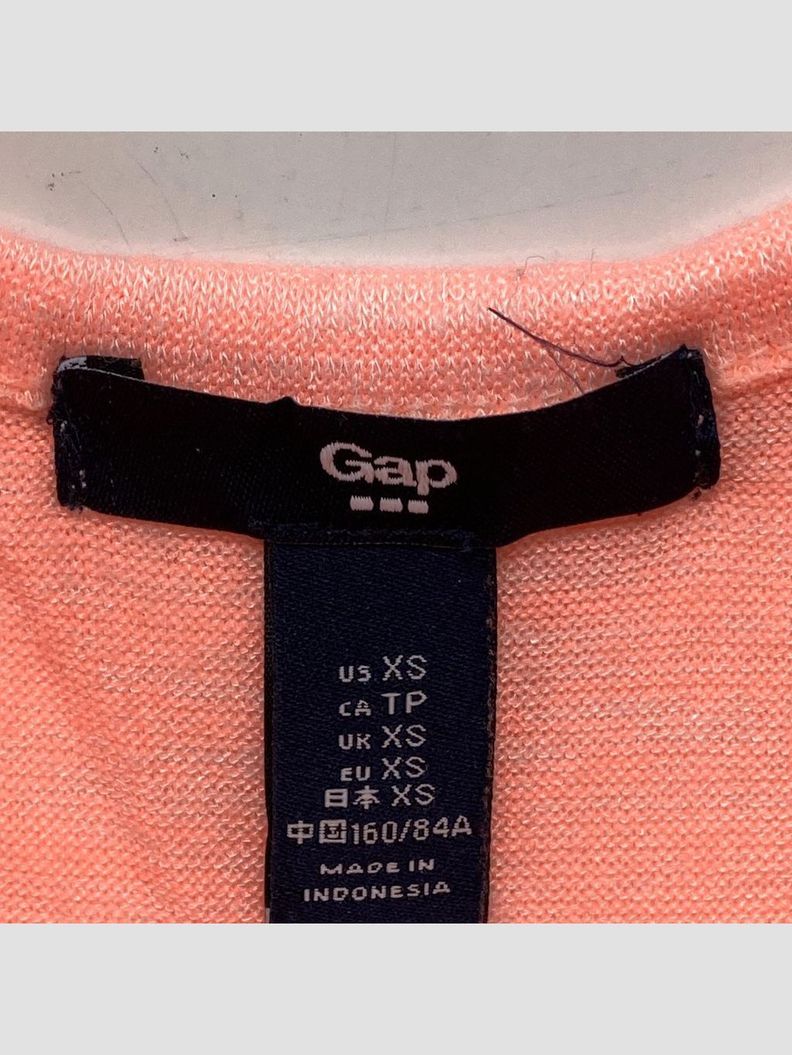 Gap
US XS
CA TP
UK XS
EU XS
日本 XS
中国 160/84A
MADE IN
INDONESIA